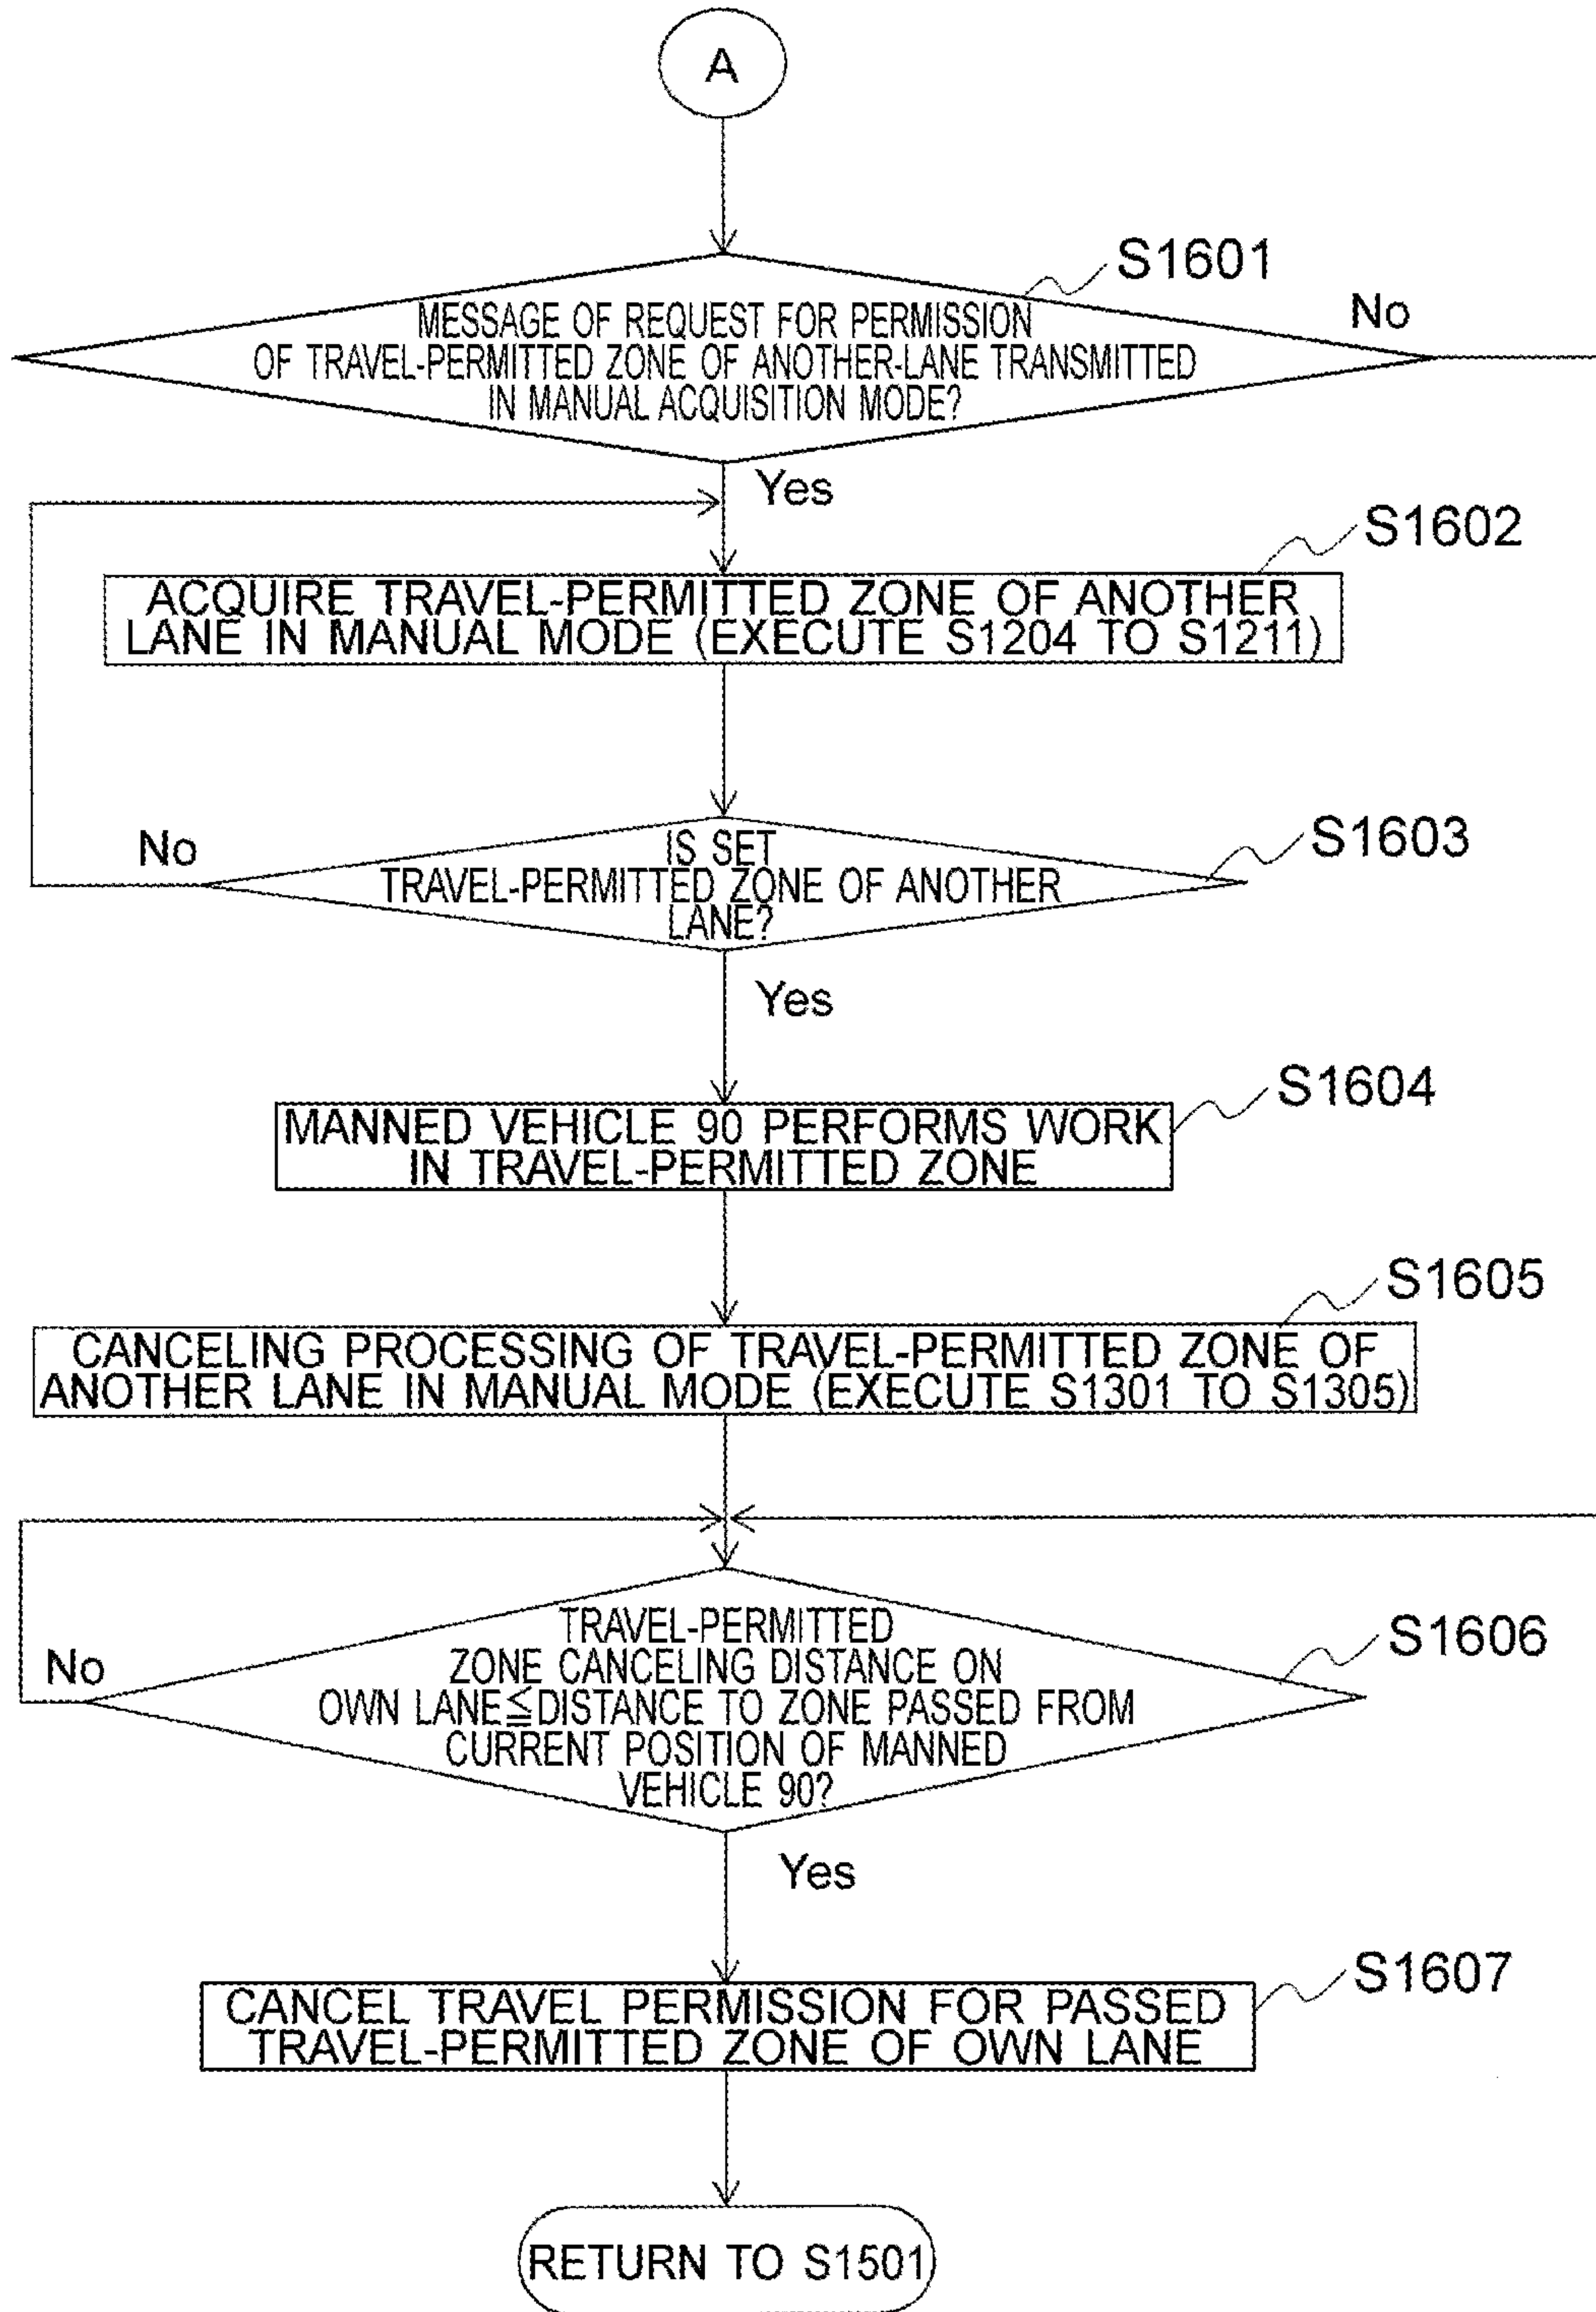 A
S1601
No
MESSAGE OF REQUEST FOR PERMISSION
OF TRAVEL-PERMITTED ZONE OF ANOTHER-LANE TRANSMITTED
IN MANUAL ACQUISITION MODE?
Yes
S1602
ACQUIRE TRAVEL-PERMITTED ZONE OF ANOTHER
LANE IN MANUAL MODE (EXECUTE S1204 TO S1211)
No
S1603
IS SET
TRAVEL-PERMITTED ZONE OF ANOTHER
LANE?
Yes
S1604
MANNED VEHICLE 90 PERFORMS WORK
IN TRAVEL-PERMITTED ZONE
S1605
CANCELING PROCESSING OF TRAVEL-PERMITTED ZONE OF
ANOTHER LANE IN MANUAL MODE (EXECUTE S1301 TO S1305)
S1606
No
TRAVEL-PERMITTED
ZONE CANCELING DISTANCE ON
OWN LANE≦DISTANCE TO ZONE PASSED FROM
CURRENT POSITION OF MANNED
VEHICLE 90?
Yes
S1607
CANCEL TRAVEL PERMISSION FOR PASSED
TRAVEL-PERMITTED ZONE OF OWN LANE
RETURN TO S1501